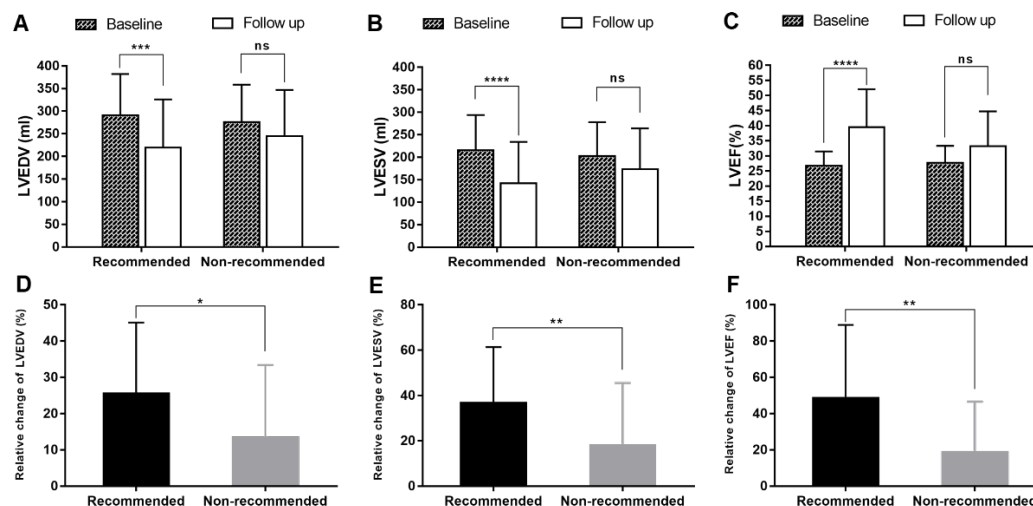 A
Baseline
Follow up
LVEDV (ml)
400
350
300
250
200
150
100
50
0
***
ns
Recommended
Non-recommended
B
Baseline
Follow up
LVESV (ml)
400
350
300
250
200
150
100
50
0
****
ns
Recommended
Non-recommended
C
Baseline
Follow up
LVEF(%)
60
55
50
45
40
35
30
25
20
15
10
5
0
****
ns
Recommended
Non-recommended
D
Relative change of LVEDV (%)
50
40
30
20
10
0
*
Recommended
Non-recommended
E
Relative change of LVESV (%)
80
60
40
20
0
**
Recommended
Non-recommended
F
Relative change of LVEF (%)
100
80
60
40
20
0
**
Recommended
Non-recommended